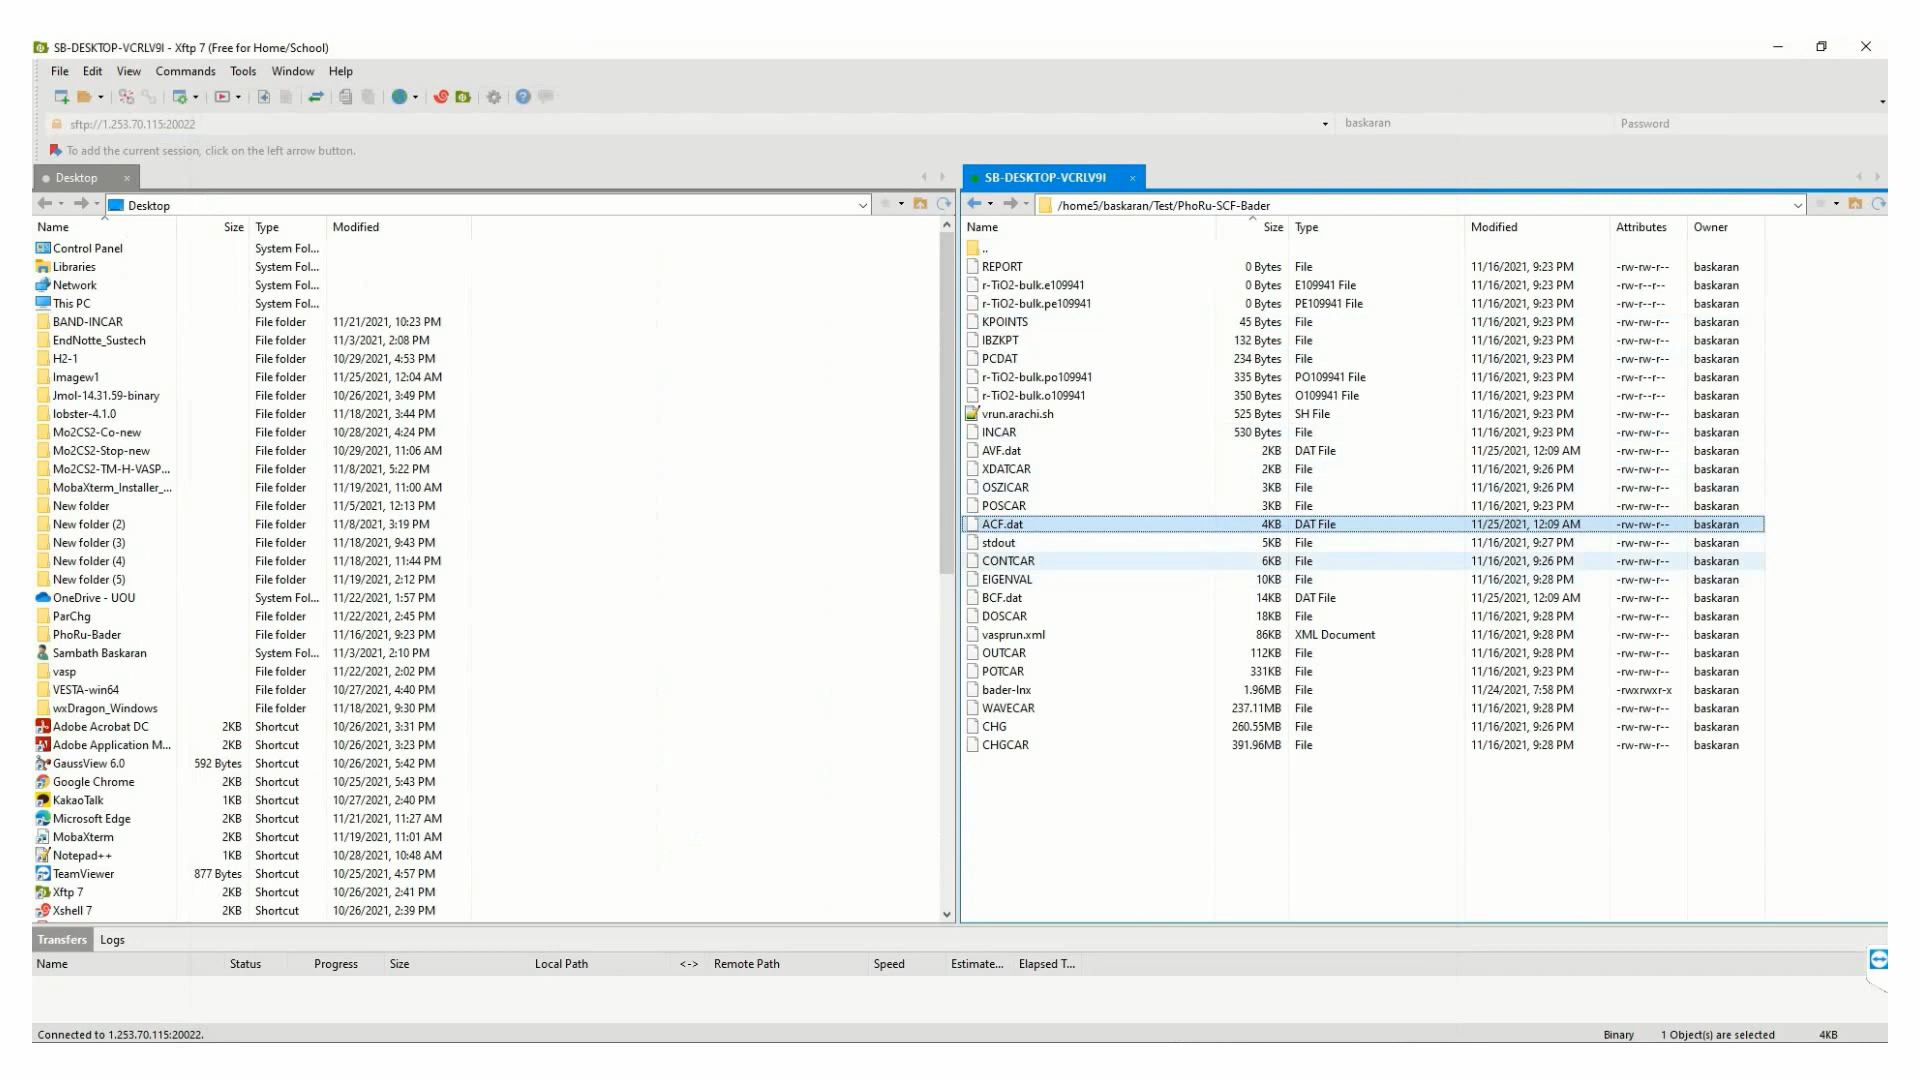 SB-DESKTOP-VCRLV9I - Xftp 7 (Free for Home/School)
File Edit View Commands Tools Window Help
sftp://1.253.70.115:20022 baskaran Password
To add the current session, click on the left arrow button.
Desktop
Desktop
Name Size Type Modified
Control Panel System Fol...
Libraries System Fol...
Network System Fol...
This PC System Fol...
BAND-INCAR File folder 11/21/2021, 10:23 PM
EndNotte_Sustech File folder 11/3/2021, 2:08 PM
H2-1 File folder 10/29/2021, 4:53 PM
Imagew1 File folder 11/25/2021, 12:04 AM
Jmol-14.31.59-binary File folder 10/26/2021, 3:49 PM
lobster-4.1.0 File folder 11/18/2021, 3:44 PM
Mo2CS2-Co-new File folder 10/28/2021, 4:24 PM
Mo2CS2-Stop-new File folder 10/29/2021, 11:06 AM
Mo2CS2-TM-H-VASP... File folder 11/8/2021, 5:22 PM
MobaXterm_Installer_... File folder 11/19/2021, 11:00 AM
New folder File folder 11/5/2021, 12:13 PM
New folder (2) File folder 11/8/2021, 3:19 PM
New folder (3) File folder 11/18/2021, 9:43 PM
New folder (4) File folder 11/18/2021, 11:44 PM
New folder (5) File folder 11/19/2021, 2:12 PM
OneDrive - UOU System Fol... 11/22/2021, 1:57 PM
ParChg File folder 11/22/2021, 2:45 PM
PhoRu-Bader File folder 11/16/2021, 9:23 PM
Sambath Baskaran System Fol... 11/3/2021, 2:10 PM
vasp File folder 11/22/2021, 2:02 PM
VESTA-win64 File folder 10/27/2021, 4:40 PM
wxDragon_Windows File folder 11/18/2021, 9:30 PM
Adobe Acrobat DC 2KB Shortcut 10/26/2021, 3:31 PM
Adobe Application M... 2KB Shortcut 10/26/2021, 3:23 PM
GaussView 6.0 592 Bytes Shortcut 10/26/2021, 5:42 PM
Google Chrome 2KB Shortcut 10/25/2021, 5:43 PM
KakaoTalk 1KB Shortcut 10/27/2021, 2:40 PM
Microsoft Edge 2KB Shortcut 11/21/2021, 11:27 AM
MobaXterm 2KB Shortcut 11/19/2021, 11:01 AM
Notepad++ 1KB Shortcut 10/28/2021, 10:48 AM
TeamViewer 877 Bytes Shortcut 10/25/2021, 4:57 PM
Xftp 7 2KB Shortcut 10/26/2021, 2:41 PM
Xshell 7 2KB Shortcut 10/26/2021, 2:39 PM
SB-DESKTOP-VCRLV9I
/home5/baskaran/Test/PhoRu-SCF-Bader
Name Size Type Modified Attributes Owner
..
REPORT 0 Bytes File 11/16/2021, 9:23 PM -rw-rw-r-- baskaran
r-TiO2-bulk.e109941 0 Bytes E109941 File 11/16/2021, 9:23 PM -rw-r--r-- baskaran
r-TiO2-bulk.pe109941 0 Bytes PE109941 File 11/16/2021, 9:23 PM -rw-r--r-- baskaran
KPOINTS 45 Bytes File 11/16/2021, 9:23 PM -rw-rw-r-- baskaran
IBZKPT 132 Bytes File 11/16/2021, 9:23 PM -rw-rw-r-- baskaran
PCDAT 234 Bytes File 11/16/2021, 9:23 PM -rw-rw-r-- baskaran
r-TiO2-bulk.po109941 335 Bytes PO109941 File 11/16/2021, 9:23 PM -rw-r--r-- baskaran
r-TiO2-bulk.o109941 350 Bytes O109941 File 11/16/2021, 9:23 PM -rw-r--r-- baskaran
vrun.arachi.sh 525 Bytes SH File 11/16/2021, 9:23 PM -rw-rw-r-- baskaran
INCAR 530 Bytes File 11/16/2021, 9:23 PM -rw-rw-r-- baskaran
AVF.dat 2KB DAT File 11/25/2021, 12:09 AM -rw-rw-r-- baskaran
XDATCAR 2KB File 11/16/2021, 9:26 PM -rw-rw-r-- baskaran
OSZICAR 3KB File 11/16/2021, 9:26 PM -rw-rw-r-- baskaran
POSCAR 3KB File 11/16/2021, 9:23 PM -rw-rw-r-- baskaran
ACF.dat 4KB DAT File 11/25/2021, 12:09 AM -rw-rw-r-- baskaran
stdout 5KB File 11/16/2021, 9:27 PM -rw-rw-r-- baskaran
CONTCAR 6KB File 11/16/2021, 9:26 PM -rw-rw-r-- baskaran
EIGENVAL 10KB File 11/16/2021, 9:28 PM -rw-rw-r-- baskaran
BCF.dat 14KB DAT File 11/25/2021, 12:09 AM -rw-rw-r-- baskaran
DOSCAR 18KB File 11/16/2021, 9:28 PM -rw-rw-r-- baskaran
vasprun.xml 86KB XML Document 11/16/2021, 9:28 PM -rw-rw-r-- baskaran
OUTCAR 112KB File 11/16/2021, 9:28 PM -rw-rw-r-- baskaran
POTCAR 331KB File 11/16/2021, 9:23 PM -rw-rw-r-- baskaran
bader-lnx 1.96MB File 11/24/2021, 7:58 PM -rwxrwxr-x baskaran
WAVECAR 237.11MB File 11/16/2021, 9:28 PM -rw-rw-r-- baskaran
CHG 260.55MB File 11/16/2021, 9:26 PM -rw-rw-r-- baskaran
CHGCAR 391.96MB File 11/16/2021, 9:28 PM -rw-rw-r-- baskaran
Transfers Logs
Name Status Progress Size Local Path <-> Remote Path Speed Estimate... Elapsed T...
Connected to 1.253.70.115:20022. Binary 1 Object(s) are selected 4KB